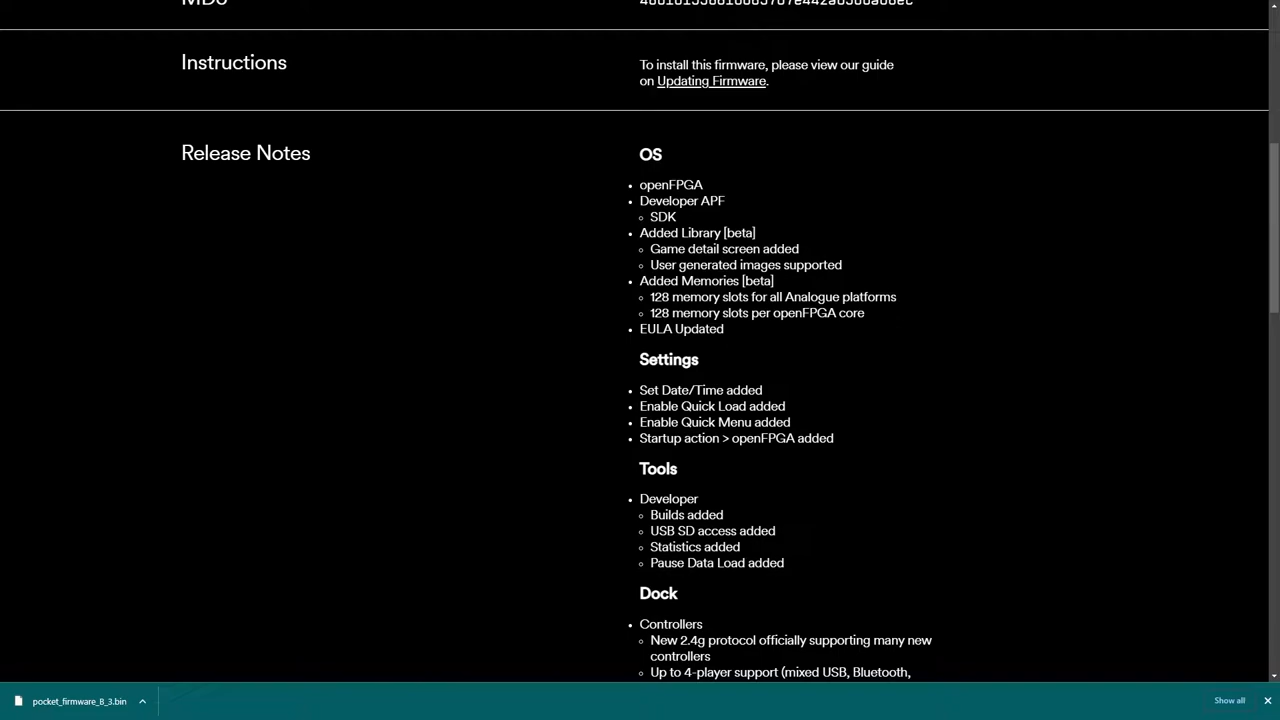 Instructions
To install this firmware, please view our guide
on Updating Firmware.
Release Notes
OS
openFPGA
Developer APF
SDK
Added Library [beta]
Game detail screen added
User generated images supported
Added Memories [beta]
128 memory slots for all Analogue platforms
128 memory slots per openFPGA core
EULA Updated
Settings
Set Date/Time added
Enable Quick Load added
Enable Quick Menu added
Startup action > openFPGA added
Tools
Developer
Builds added
USB SD access added
Statistics added
Pause Data Load added
Dock
Controllers
New 2.4g protocol officially supporting many new
controllers
Up to 4-player support (mixed USB, Bluetooth,
pocket_firmware_B_3.bin
Show all